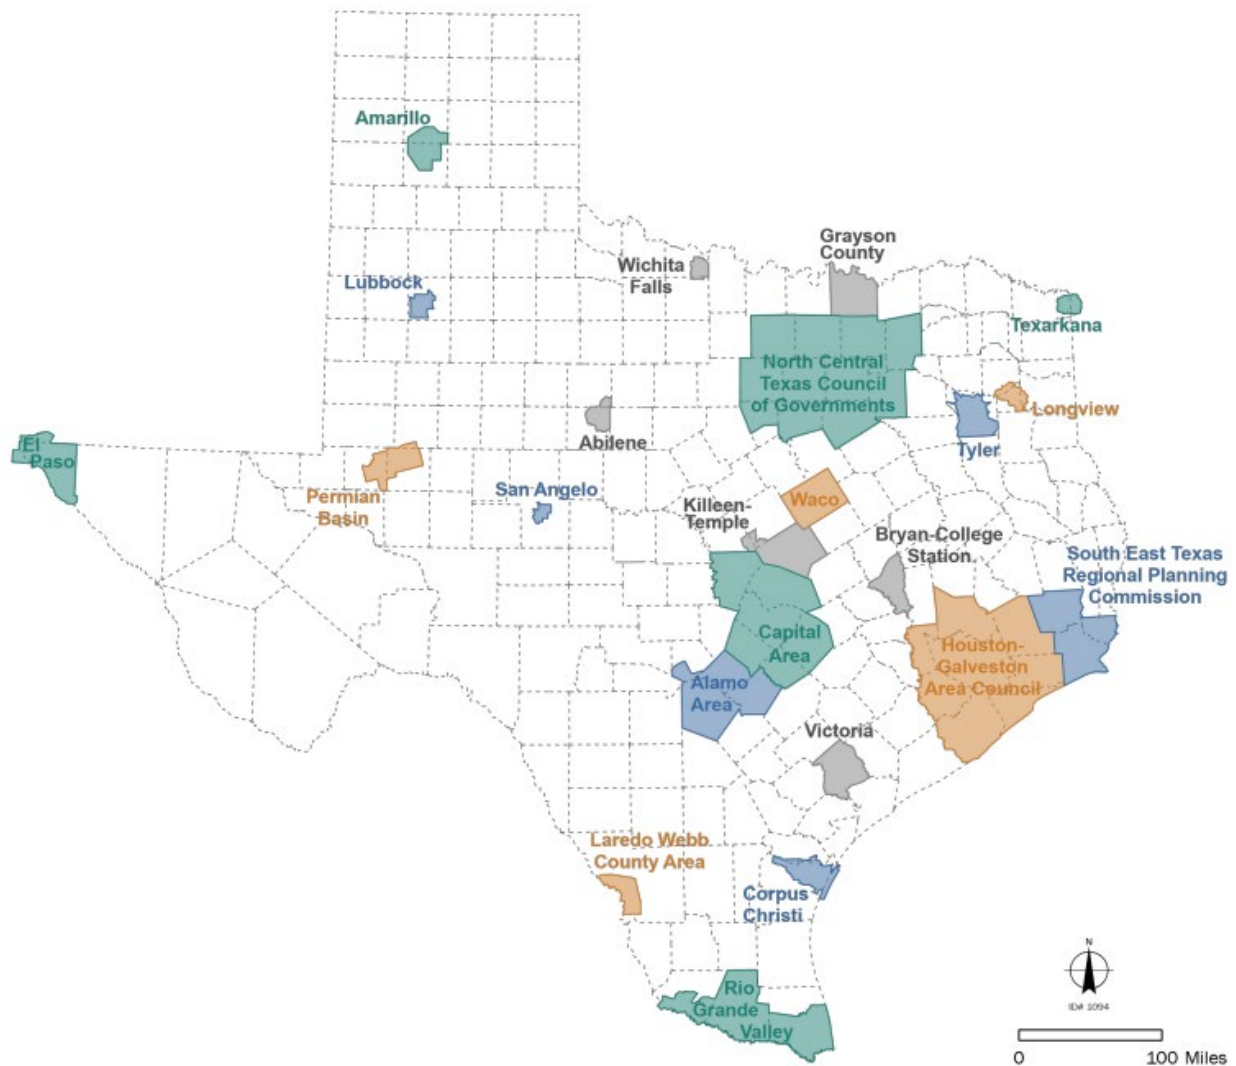 Amarillo
Grayson
County
Wichita
Falls
Lubbock
Texarkana
North Central
Texas Council
of Governments
Longview
Abilene
Tyler
El
Paso
Permian
Basin
San Angelo
Killeen-
Temple
Waco
Bryan-College
Station
South East Texas
Regional Planning
Commission
Capital
Area
Houston-
Galveston
Area Council
Alamo
Area
Victoria
Laredo Webb
County Area
Corpus
Christi
Rio
Grande
Valley
N
ID# 1094
0 100 Miles